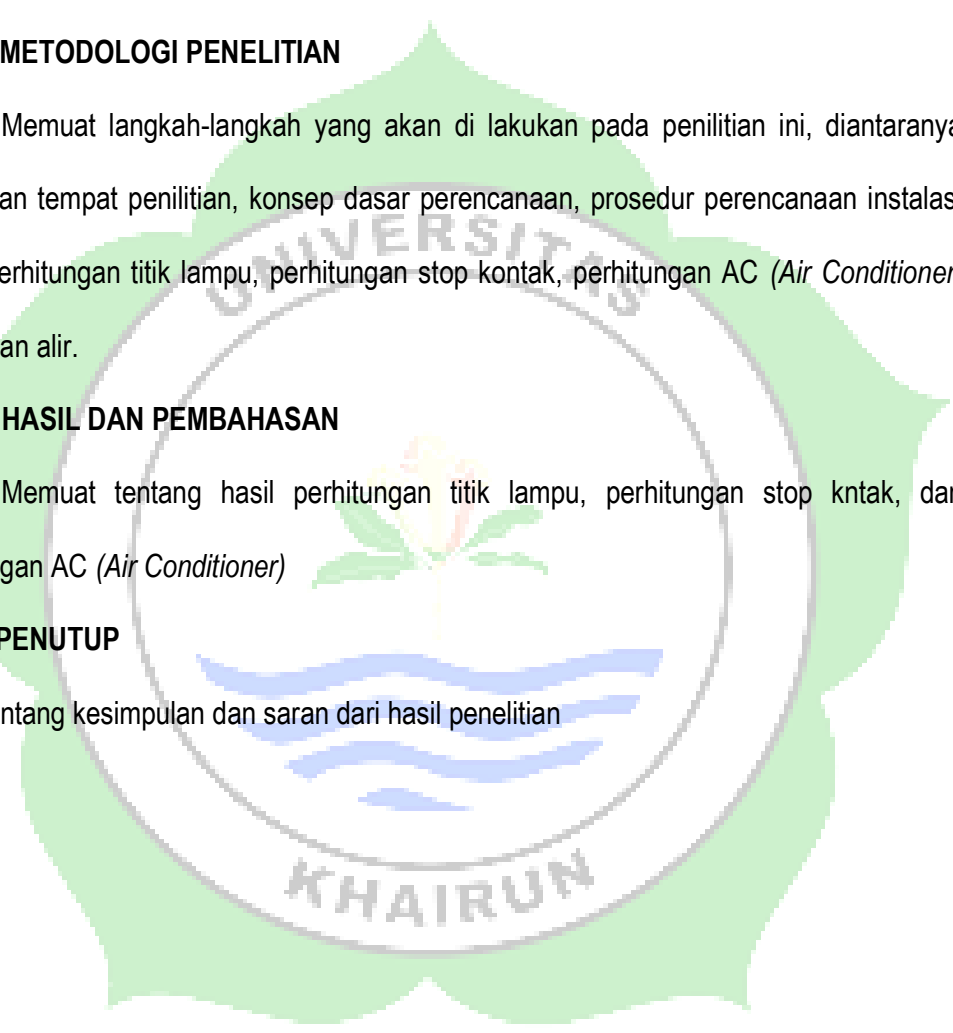 METODOLOGI PENELITIAN
Memuat langkah-langkah yang akan di lakukan pada penilitian ini, diantaranya
an tempat penilitian, konsep dasar perencanaan, prosedur perencanaan instalasi
erhitungan titik lampu, perhitungan stop kontak, perhitungan AC (Air Conditioner
an alir.
HASIL DAN PEMBAHASAN
Memuat tentang hasil perhitungan titik lampu, perhitungan stop kntak, dan
gan AC (Air Conditioner)
PENUTUP
ntang kesimpulan dan saran dari hasil penelitian
UNIVERSITAS
KHAIRUN